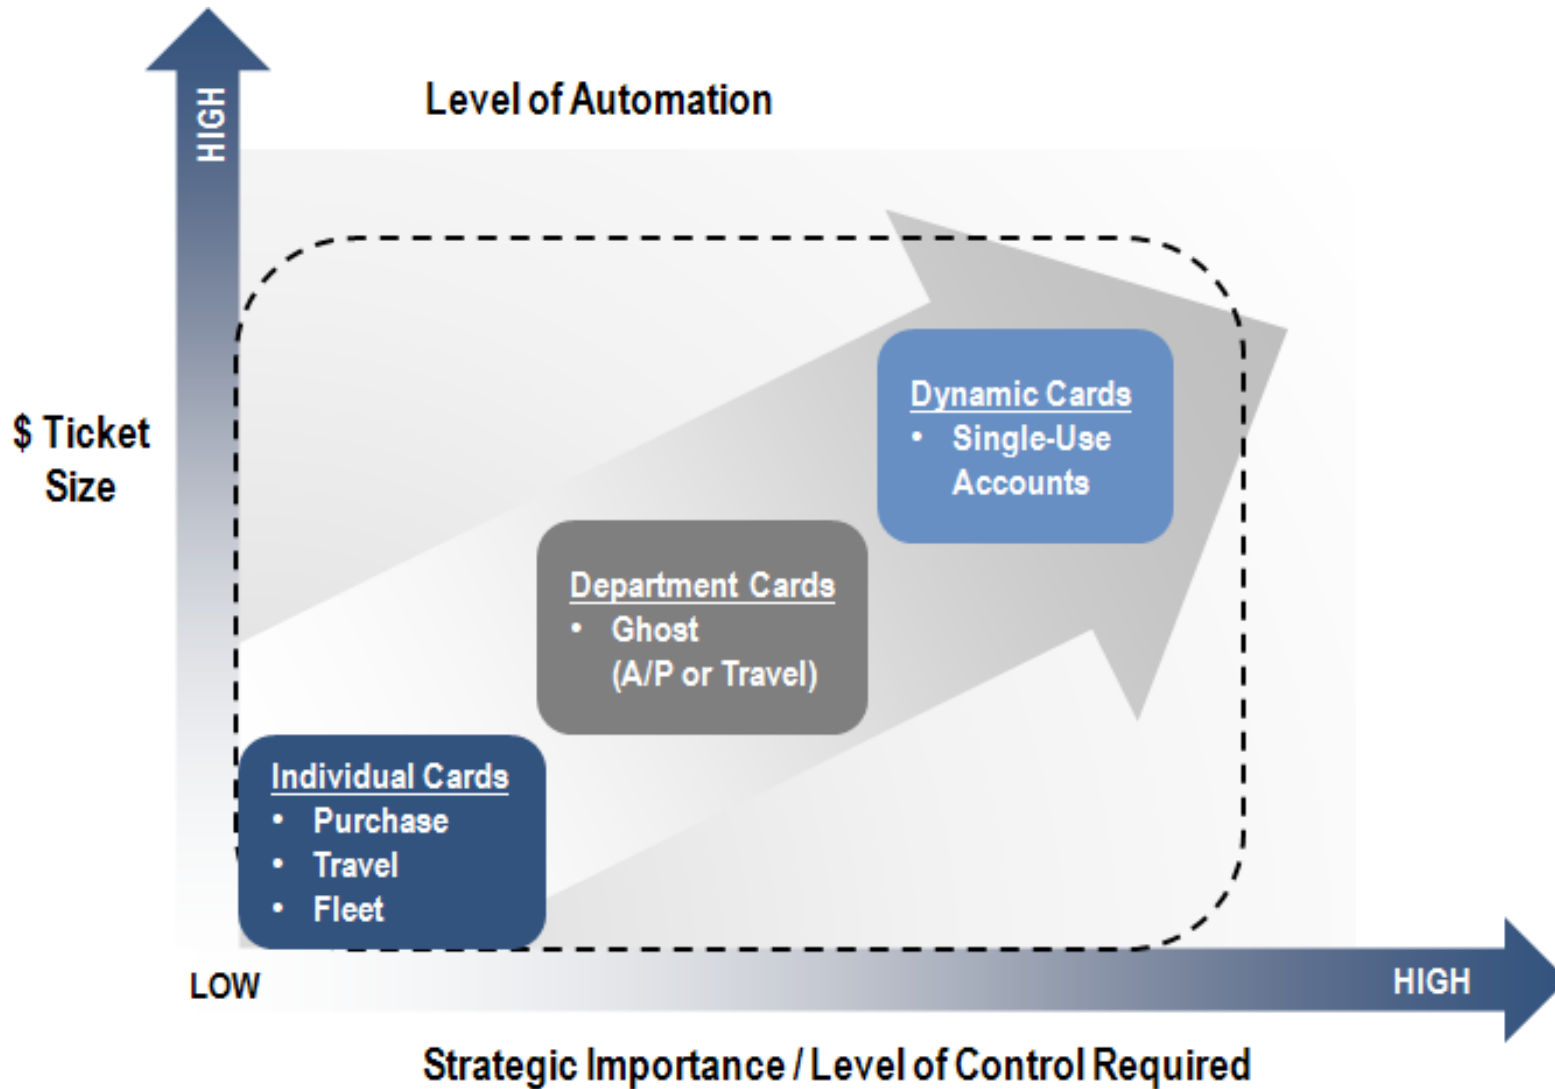 Level of Automation
HIGH
$ Ticket
Size
Dynamic Cards
• Single-Use
Accounts
Department Cards
• Ghost
(A/P or Travel)
Individual Cards
• Purchase
• Travel
• Fleet
LOW
HIGH
Strategic Importance / Level of Control Required